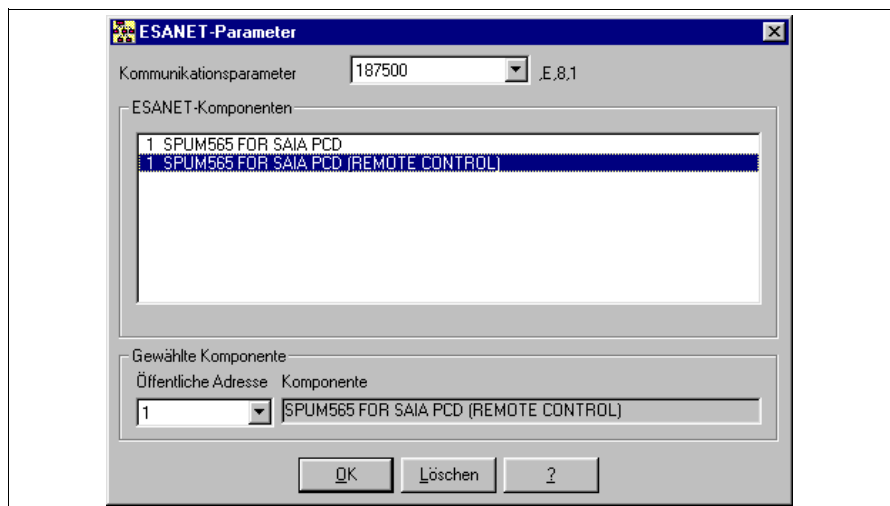 ESANET-Parameter
Kommunikationsparameter 187500 ,E,8,1
ESANET-Komponenten
1 SPUM565 FOR SAIA PCD
1 SPUM565 FOR SAIA PCD (REMOTE CONTROL)
Gewählte Komponente
Öffentliche Adresse Komponente
1 SPUM565 FOR SAIA PCD (REMOTE CONTROL)
OK Löschen ?